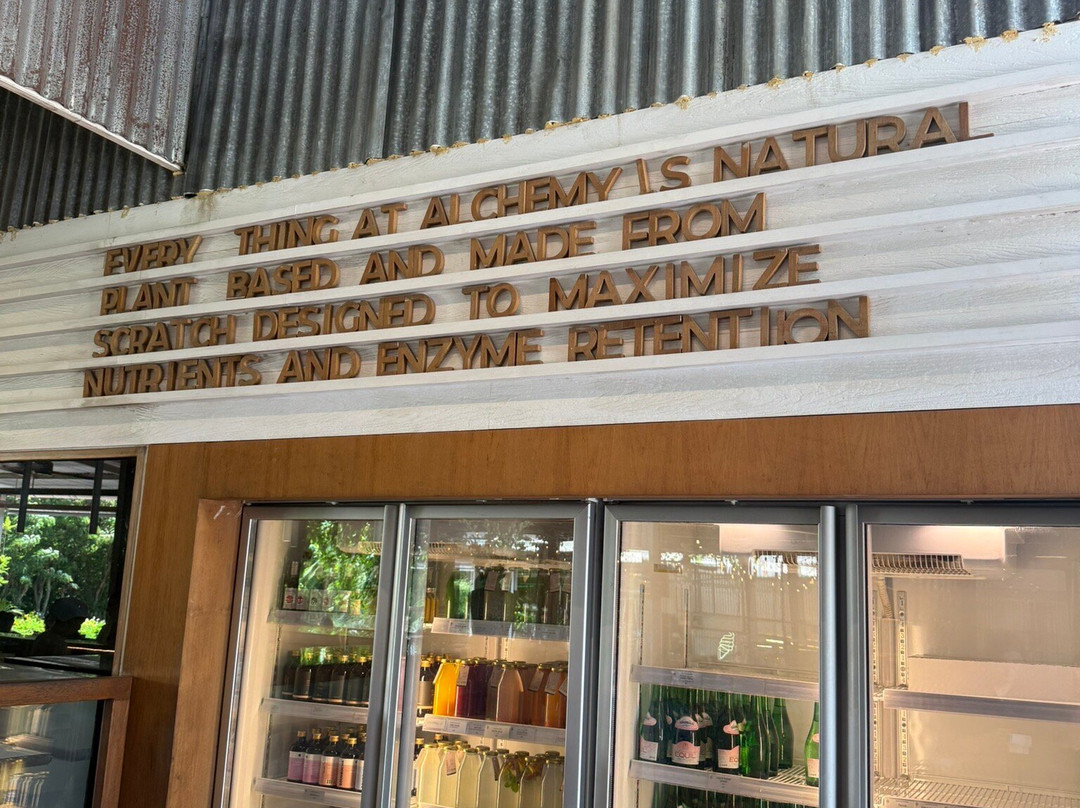 EVERY THING AT ALCHEMY IS NATURAL
PLANT BASED AND MADE FROM
SCRATCH DESIGNED TO MAXIMIZE
NUTRIENTS AND ENZYME RETENTION